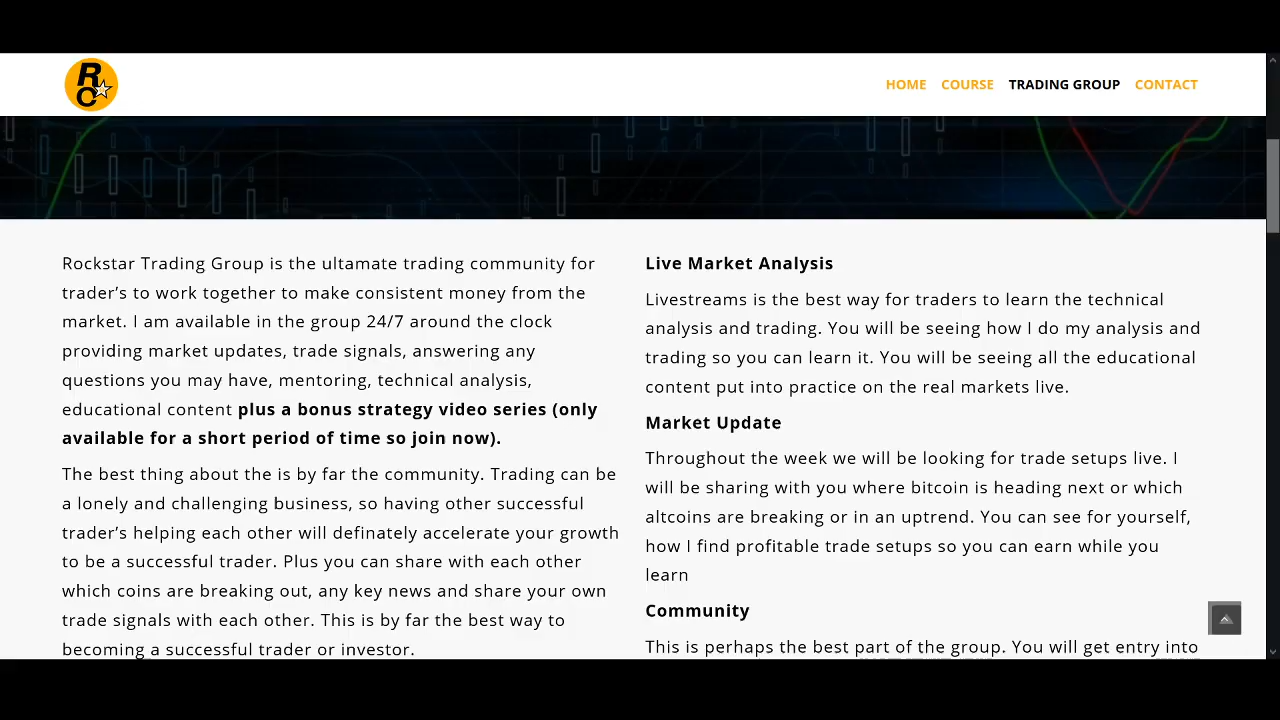 RC
HOME COURSE TRADING GROUP CONTACT
Rockstar Trading Group is the ultamate trading community for
trader’s to work together to make consistent money from the
market. I am available in the group 24/7 around the clock
providing market updates, trade signals, answering any
questions you may have, mentoring, technical analysis,
educational content plus a bonus strategy video series (only
available for a short period of time so join now).
The best thing about the is by far the community. Trading can be
a lonely and challenging business, so having other successful
trader’s helping each other will definately accelerate your growth
to be a successful trader. Plus you can share with each other
which coins are breaking out, any key news and share your own
trade signals with each other. This is by far the best way to
becoming a successful trader or investor.
Live Market Analysis
Livestreams is the best way for traders to learn the technical
analysis and trading. You will be seeing how I do my analysis and
trading so you can learn it. You will be seeing all the educational
content put into practice on the real markets live.
Market Update
Throughout the week we will be looking for trade setups live. I
will be sharing with you where bitcoin is heading next or which
altcoins are breaking or in an uptrend. You can see for yourself,
how I find profitable trade setups so you can earn while you
learn
Community
This is perhaps the best part of the group. You will get entry into